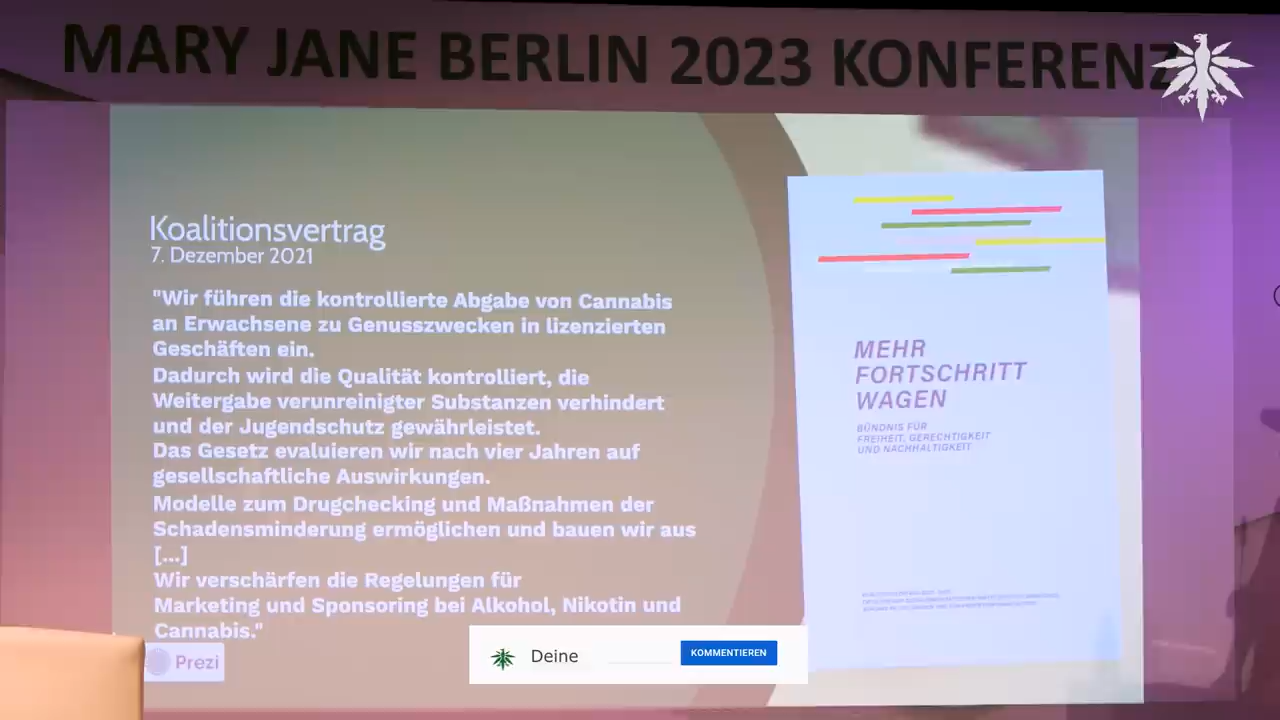 MARY JANE BERLIN 2023 KONFERENZ
Koalitionsvertrag
7. Dezember 2021
"Wir führen die kontrollierte Abgabe von Cannabis
an Erwachsene zu Genusszwecken in lizenzierten
Geschäften ein.
Dadurch wird die Qualität kontrolliert, die
Weitergabe verunreinigter Substanzen verhindert
und der Jugendschutz gewährleistet.
Das Gesetz evaluieren wir nach vier Jahren auf
gesellschaftliche Auswirkungen.
Modelle zum Drugchecking und Maßnahmen der
Schadensminderung ermöglichen und bauen wir aus
[...]
Wir verschärfen die Regelungen für
Marketing und Sponsoring bei Alkohol, Nikotin und
Cannabis."
Prezi
MEHR
FORTSCHRITT
WAGEN
BÜNDNIS FÜR
FREIHEIT, GERECHTIGKEIT
UND NACHHALTIGKEIT
Deine
KOMMENTIEREN